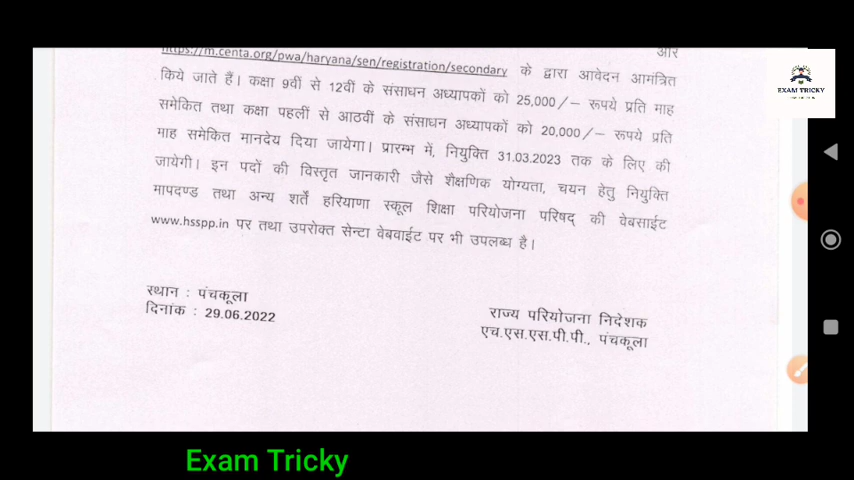 https://m.centa.org/pwa/haryana/sen/registration/secondary के द्वारा आवेदन आमंत्रित
और
किये जाते हैं। कक्षा 9वीं से 12वीं के संसाधन अध्यापकों को 25,000/– रूपये प्रति माह
समेकित तथा कक्षा पहलीं से आठवीं के संसाधन अध्यापकों को 20,000/– रूपये प्रति
माह समेकित मानदेय दिया जायेगा। प्रारम्भ में, नियुक्ति 31.03.2023 तक के लिए की
जायेगी। इन पदों की विस्तृत जानकारी जैसे शैक्षणिक योग्यता, चयन हेतु नियुक्ति
मापदण्ड तथा अन्य शर्तें हरियाणा स्कूल शिक्षा परियोजना परिषद् की वेबसाईट
www.hsspp.in पर तथा उपरोक्त सेन्टा वेबवाईट पर भी उपलब्ध है।
स्थान : पंचकूला
दिनांक : 29.06.2022
राज्य परियोजना निदेशक
एच.एस.एस.पी.पी., पंचकूला
EXAM TRICKY
Exam Tricky